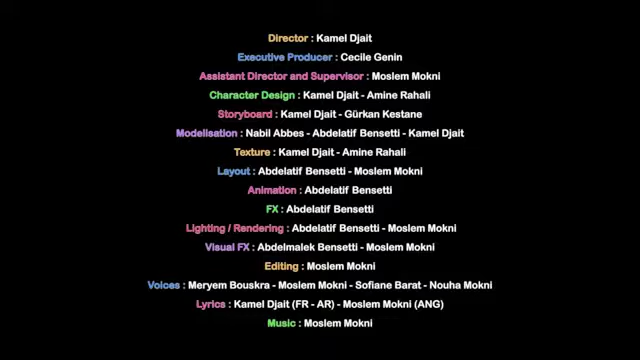 Director : Kamel Djait
Executive Producer : Cecile Genin
Assistant Director and Supervisor : Moslem Mokni
Character Design : Kamel Djait - Amine Rahali
Storyboard : Kamel Djait - Gürkan Kestane
Modelisation : Nabil Abbes - Abdelatif Bensetti - Kamel Djait
Texture : Kamel Djait - Amine Rahali
Layout : Abdelatif Bensetti - Moslem Mokni
Animation : Abdelatif Bensetti
FX : Abdelatif Bensetti
Lighting / Rendering : Abdelatif Bensetti - Moslem Mokni
Visual FX : Abdelmalek Bensetti - Moslem Mokni
Editing : Moslem Mokni
Voices : Meryem Bouskra - Moslem Mokni - Sofiane Barat - Nouha Mokni
Lyrics : Kamel Djait (FR - AR) - Moslem Mokni (ANG)
Music : Moslem Mokni